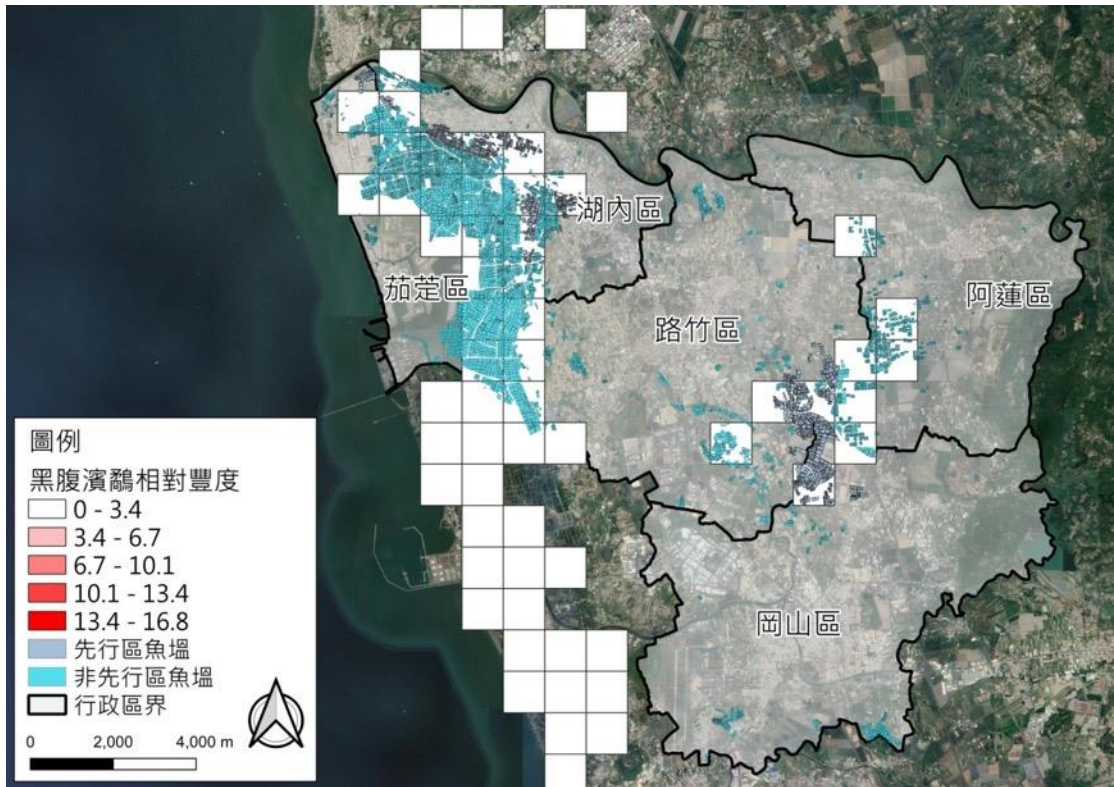 湖內區
茄萣區
阿蓮區
路竹區
岡山區
圖例
黑腹濱鷸相對豐度
0 - 3.4
3.4 - 6.7
6.7 - 10.1
10.1 - 13.4
13.4 - 16.8
先行區魚塭
非先行區魚塭
行政區界
0 2,000 4,000 m